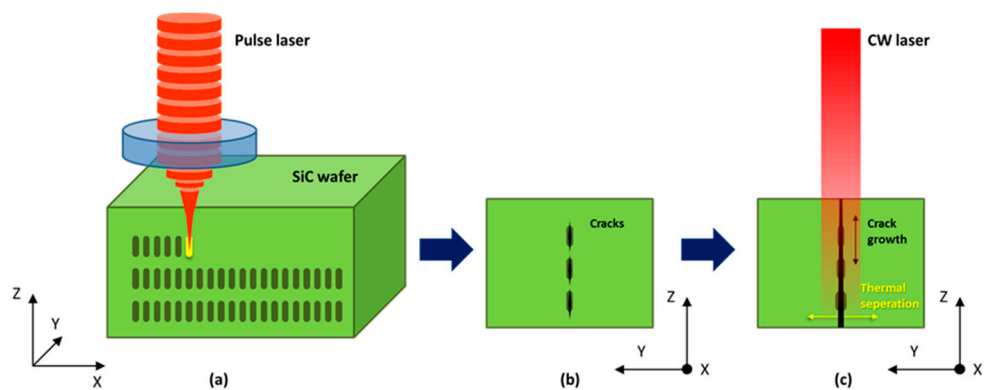 Pulse laser
CW laser
SiC wafer
Cracks
Crack
growth
Thermal
seperation
Z
Y
X
(a)
Z
Y
X
(b)
Z
Y
X
(c)